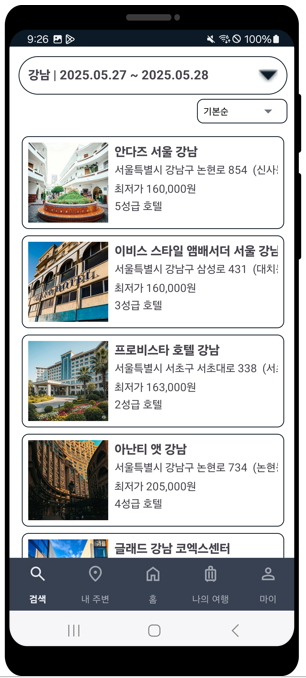 9:26 100%
강남 | 2025.05.27 ~ 2025.05.28
기본순
안다즈 서울 강남
서울특별시 강남구 논현로 854 (신사동
최저가 160,000원
5성급 호텔
이비스 스타일 앰배서더 서울 강남
서울특별시 강남구 삼성로 431 (대치동
최저가 160,000원
3성급 호텔
프로비스타 호텔 강남
서울특별시 서초구 서초대로 338 (서초
최저가 163,000원
2성급 호텔
아난티 앳 강남
서울특별시 강남구 논현로 734 (논현동
최저가 205,000원
4성급 호텔
글래드 강남 코엑스센터
검색 내 주변 홈 나의 여행 마이